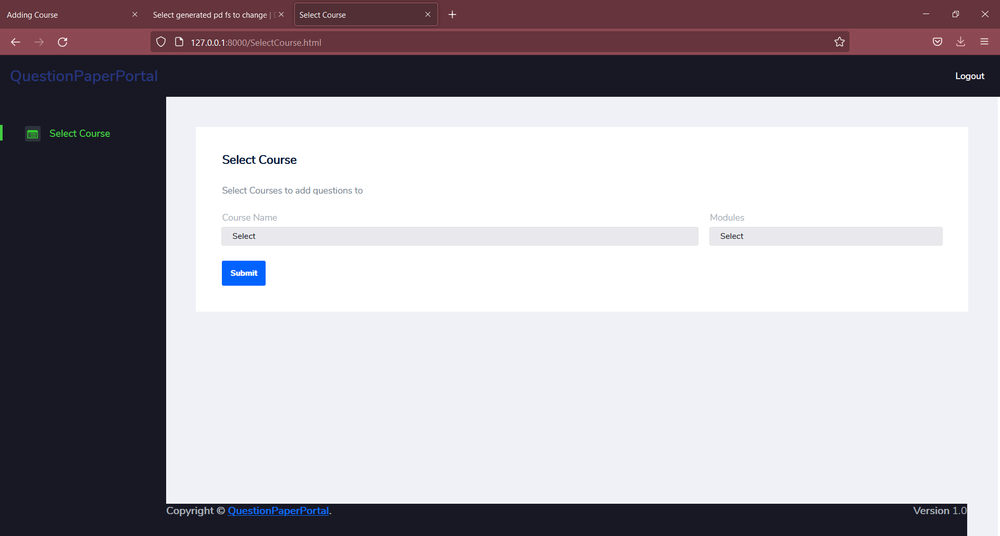 Adding Course
Select generated pd fs to change |
Select Course
127.0.0.1:8000/SelectCourse.html
QuestionPaperPortal
Logout
Select Course
Select Course
Select Courses to add questions to
Course Name
Modules
Select
Select
Submit
Copyright © QuestionPaperPortal.
Version 1.0